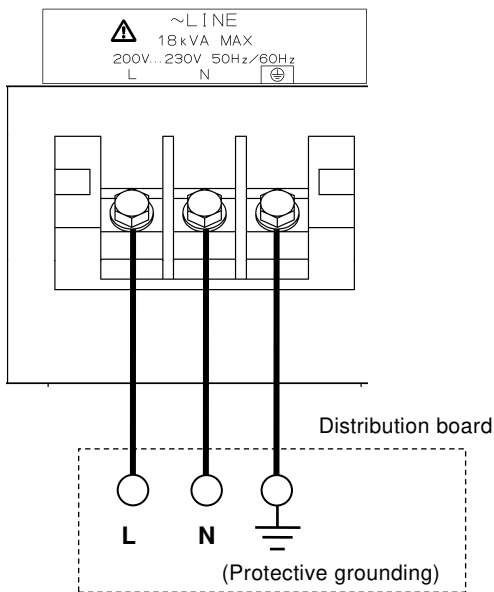 ~LINE
18kVA MAX
200V...230V 50Hz/60Hz
L N
Distribution board
L N
(Protective grounding)